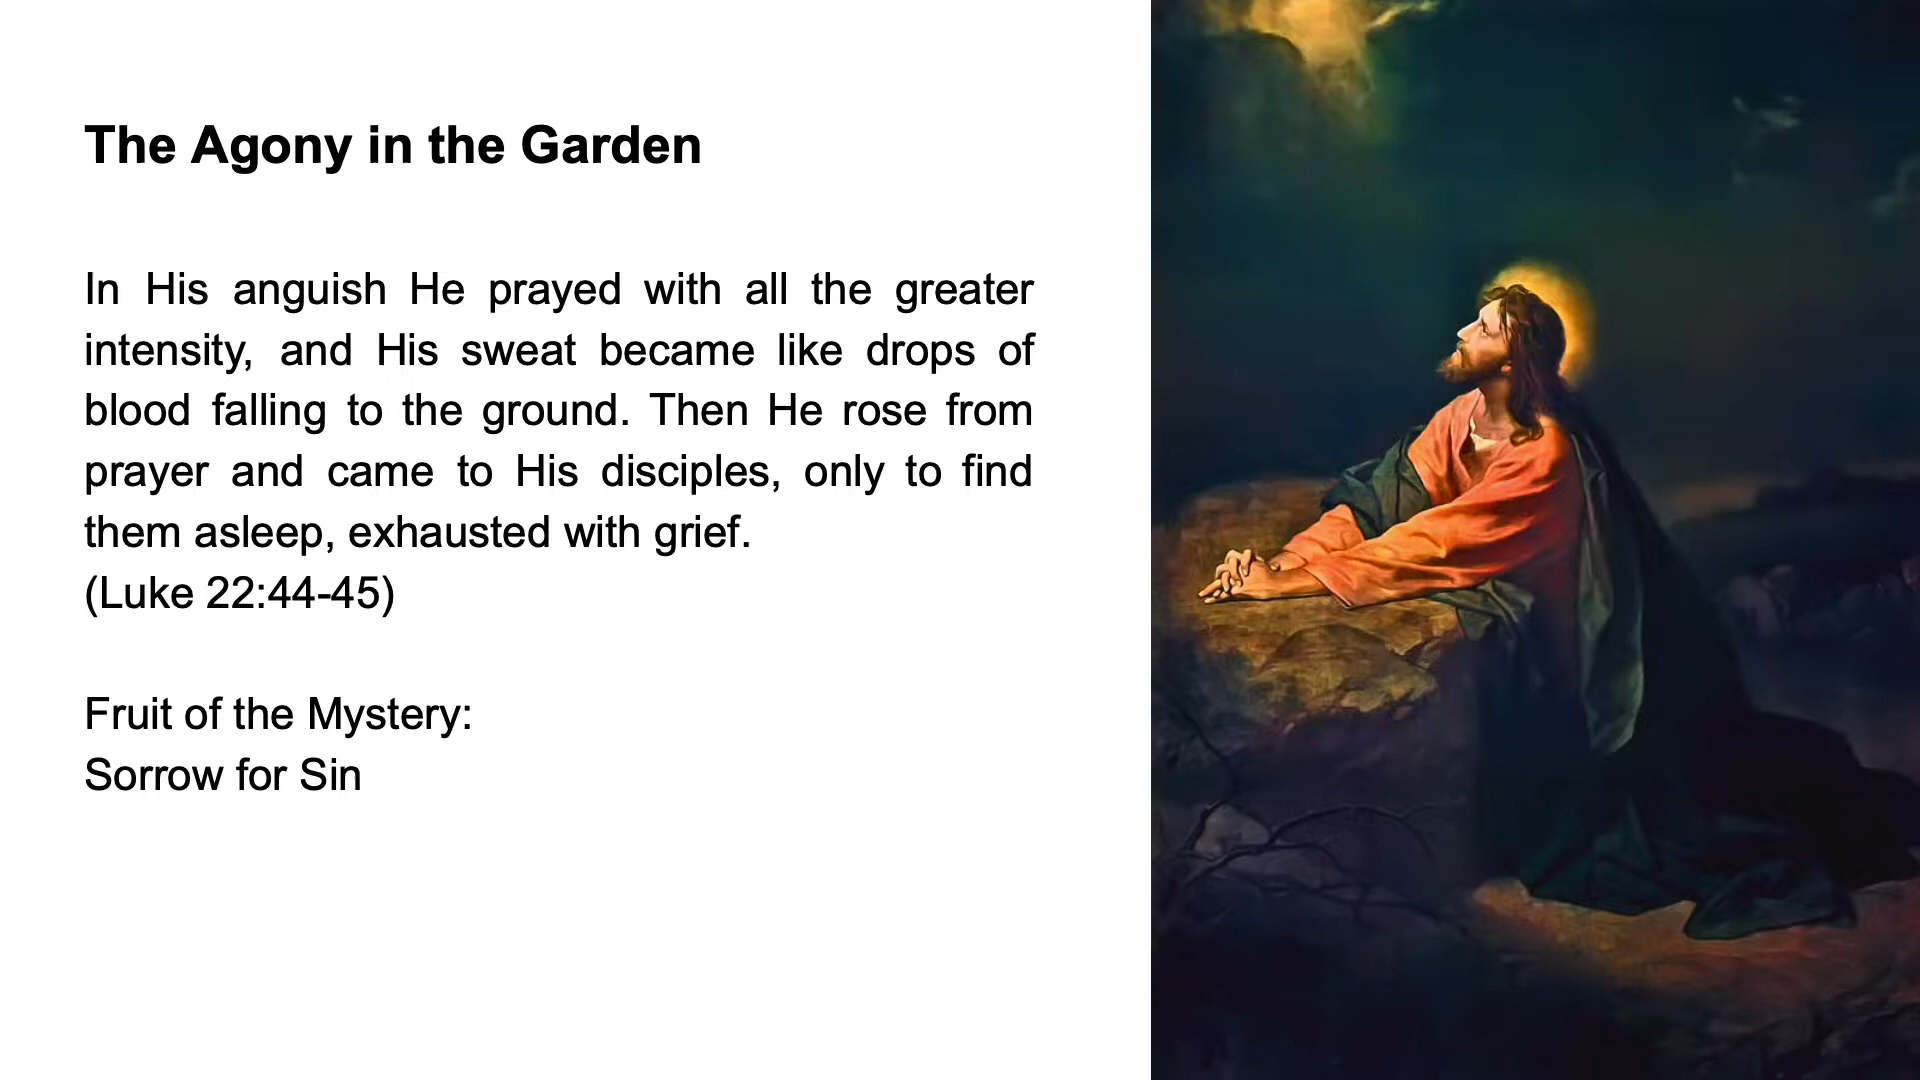 The Agony in the Garden
In His anguish He prayed with all the greater
intensity, and His sweat became like drops of
blood falling to the ground. Then He rose from
prayer and came to His disciples, only to find
them asleep, exhausted with grief.
(Luke 22:44-45)
Fruit of the Mystery:
Sorrow for Sin